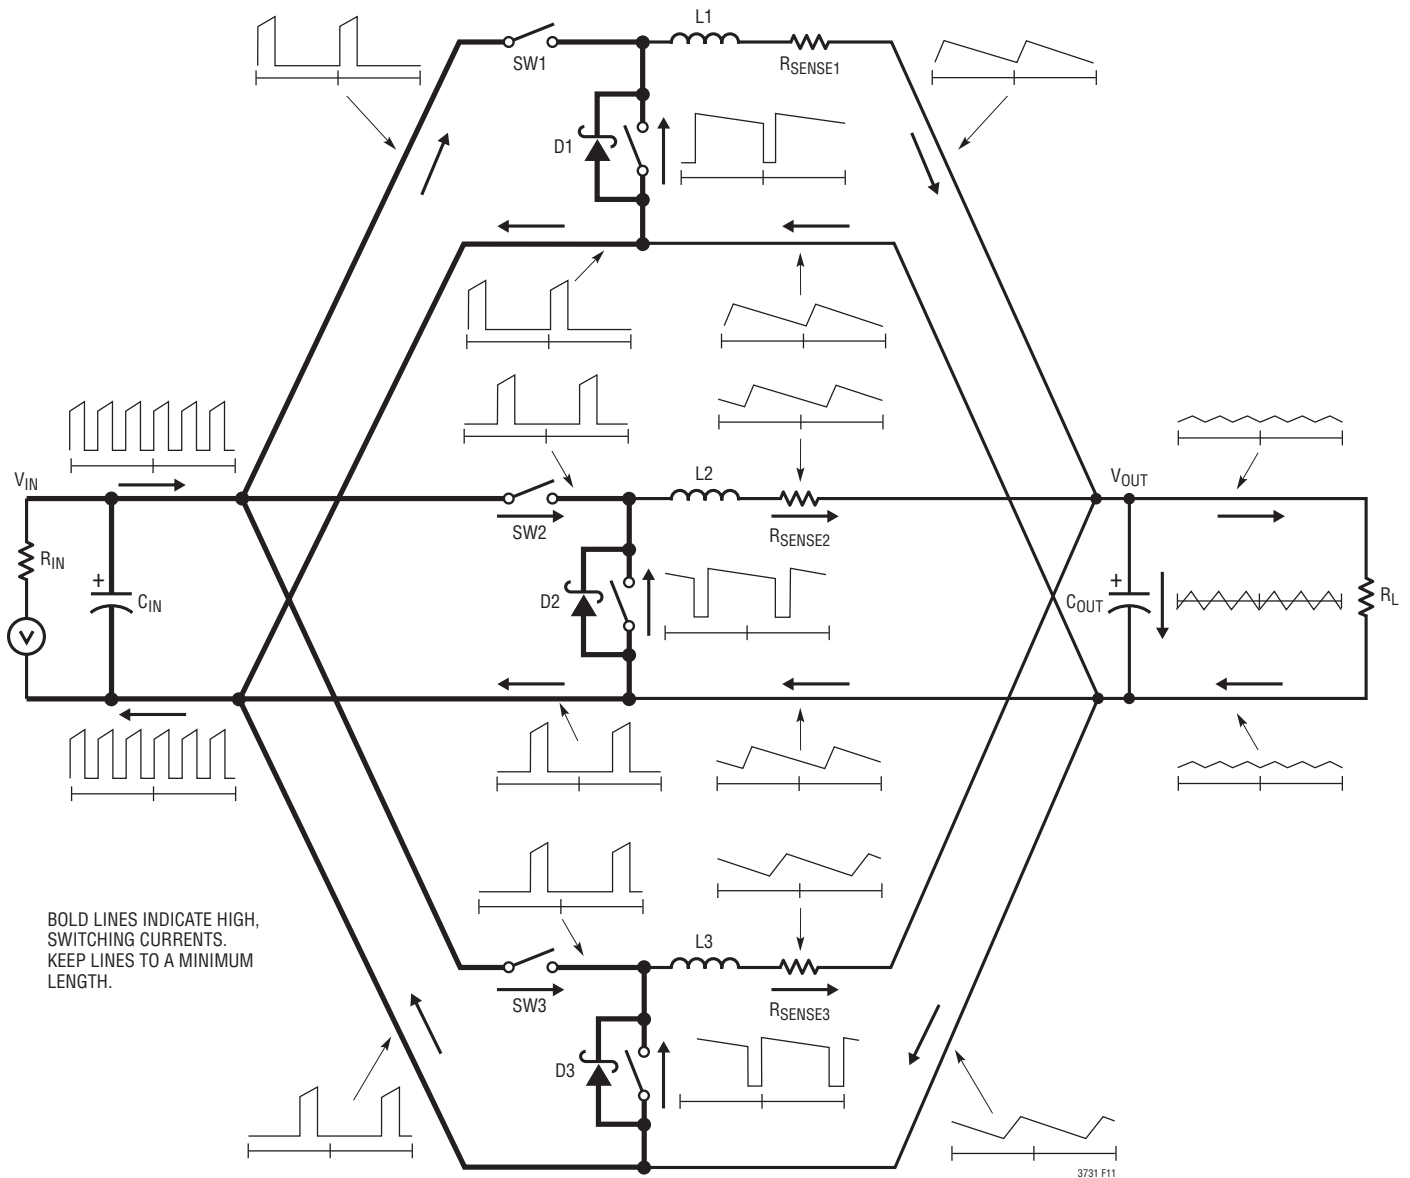 L1
SW1
RSENSE1
D1
L2
VIN
VOUT
SW2
RSENSE2
RIN
+
CIN
D2
+
COUT
RL
V
L3
BOLD LINES INDICATE HIGH,
SWITCHING CURRENTS.
KEEP LINES TO A MINIMUM
LENGTH.
SW3
RSENSE3
D3
3731 F11